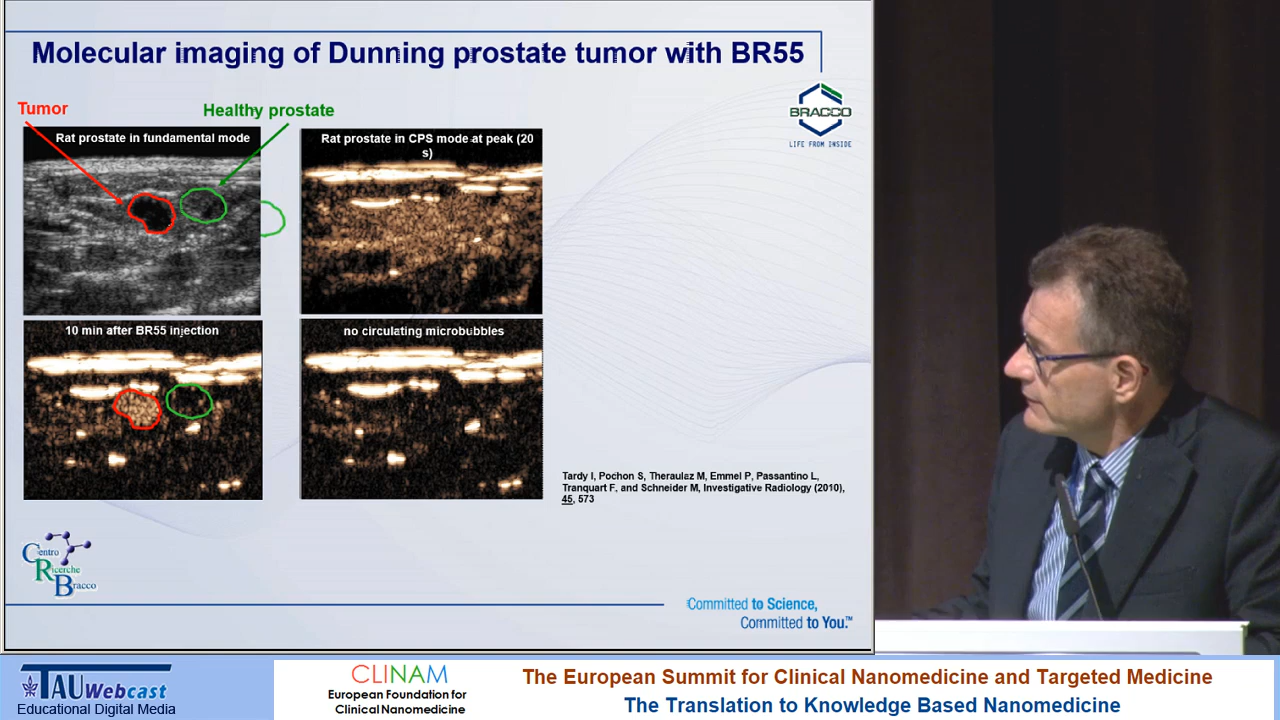 Molecular imaging of Dunning prostate tumor with BR55
Tumor
Healthy prostate
BRACCO
LIFE FROM INSIDE
Rat prostate in fundamental mode
Rat prostate in CPS mode at peak (20
s)
10 min after BR55 injection
no circulating microbubbles
Tardy I, Pochon S, Theraulaz M, Emmel P, Passantino L,
Tranquart F, and Schneider M, Investigative Radiology (2010),
45, 573
Centro
Ricerche
Bracco
Committed to Science,
Committed to You.™
TAU Webcast
Educational Digital Media
CLINAM
European Foundation for
Clinical Nanomedicine
The European Summit for Clinical Nanomedicine and Targeted Medicine
The Translation to Knowledge Based Nanomedicine